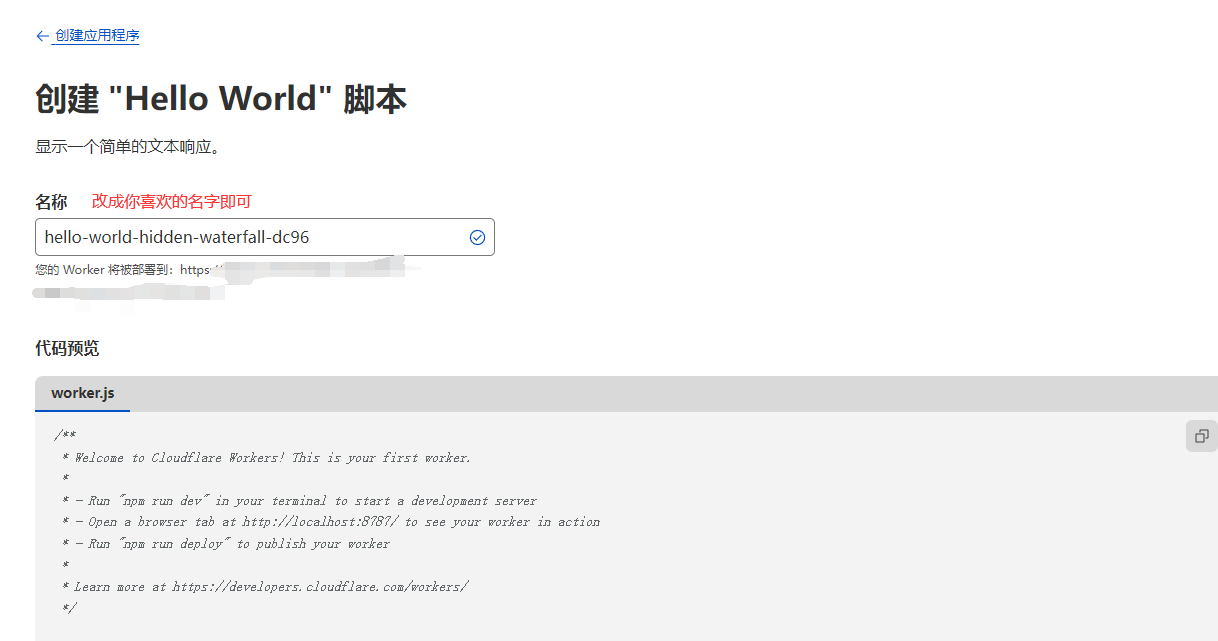 ← 创建应用程序
创建 "Hello World" 脚本
显示一个简单的文本响应。
名称 改成你喜欢的名字即可
hello-world-hidden-waterfall-dc96
您的 Worker 将被部署到：https://
代码预览
worker.js
/**
* Welcome to Cloudflare Workers! This is your first worker.
*
* - Run "npm run dev" in your terminal to start a development server
* - Open a browser tab at http://localhost:8787/ to see your worker in action
* - Run "npm run deploy" to publish your worker
*
* Learn more at https://developers.cloudflare.com/workers/
*/